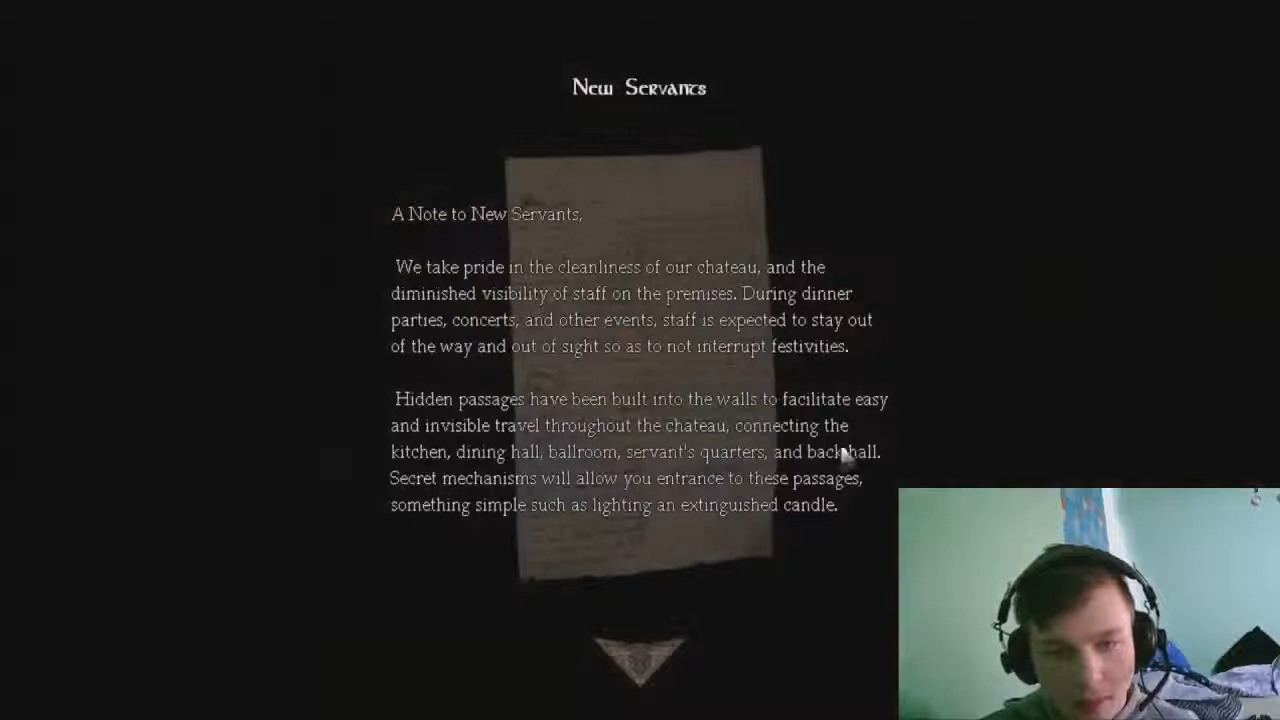 New Servants
A Note to New Servants,
We take pride in the cleanliness of our chateau, and the
diminished visibility of staff on the premises. During dinner
parties, concerts, and other events, staff is expected to stay out
of the way and out of sight so as to not interrupt festivities.
Hidden passages have been built into the walls to facilitate easy
and invisible travel throughout the chateau, connecting the
kitchen, dining hall, ballroom, servant's quarters, and back hall.
Secret mechanisms will allow you entrance to these passages,
something simple such as lighting an extinguished candle.